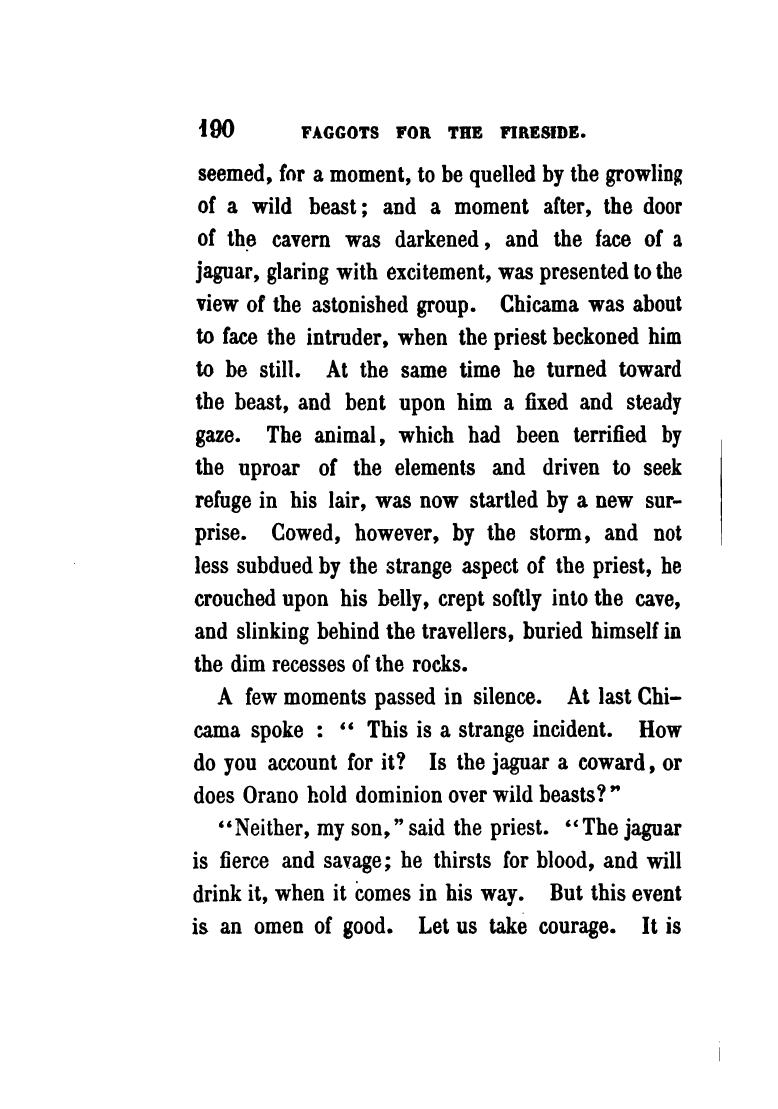 190 FAGGOTS FOR THE FIRESIDE.
seemed, for a moment, to be quelled by the growling
of a wild beast; and a moment after, the door
of the cavern was darkened, and the face of a
jaguar, glaring with excitement, was presented to the
view of the astonished group. Chicama was about
to face the intruder, when the priest beckoned him
to be still. At the same time he turned toward
the beast, and bent upon him a fixed and steady
gaze. The animal, which had been terrified by
the uproar of the elements and driven to seek
refuge in his lair, was now startled by a new sur-
prise. Cowed, however, by the storm, and not
less subdued by the strange aspect of the priest, he
crouched upon his belly, crept softly into the cave,
and slinking behind the travellers, buried himself in
the dim recesses of the rocks.
A few moments passed in silence. At last Chi-
cama spoke : “ This is a strange incident. How
do you account for it? Is the jaguar a coward, or
does Orano hold dominion over wild beasts?”
“Neither, my son,” said the priest. “The jaguar
is fierce and savage; he thirsts for blood, and will
drink it, when it comes in his way. But this event
is an omen of good. Let us take courage. It is